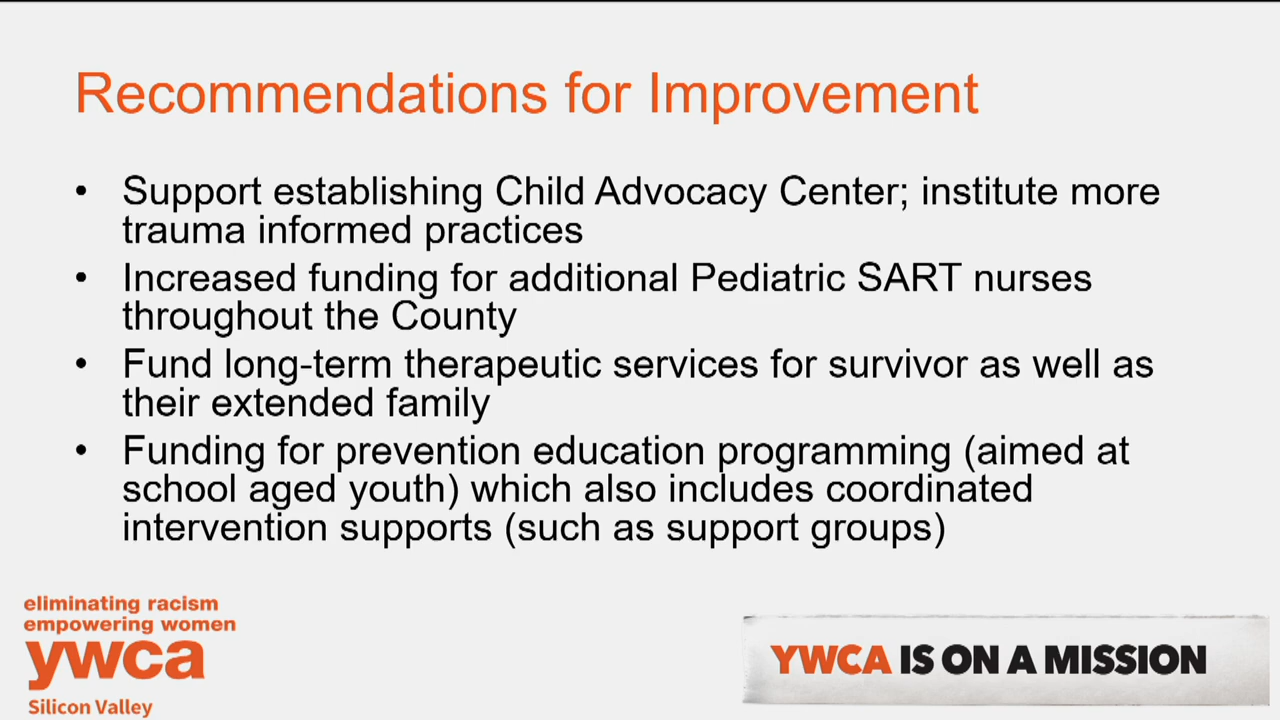 Recommendations for Improvement
• Support establishing Child Advocacy Center; institute more
trauma informed practices
• Increased funding for additional Pediatric SART nurses
throughout the County
• Fund long-term therapeutic services for survivor as well as
their extended family
• Funding for prevention education programming (aimed at
school aged youth) which also includes coordinated
intervention supports (such as support groups)
eliminating racism
empowering women
ywca
Silicon Valley
YWCA IS ON A MISSION